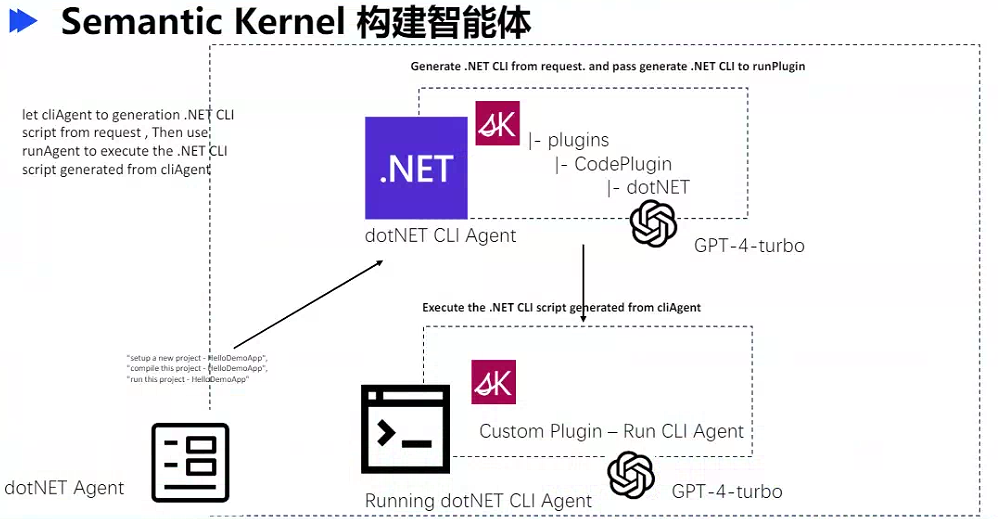 Semantic Kernel 构建智能体
Generate .NET CLI from request. and pass generate .NET CLI to runPlugin
let cliAgent to generation .NET CLI
script from request , Then use
runAgent to execute the .NET CLI
script generated from cliAgent
SK
|- plugins
|- CodePlugin
|- dotNET
.NET
dotNET CLI Agent
GPT-4-turbo
Execute the .NET CLI script generated from cliAgent
"setup a new project - HelloDemoApp",
"compile this project - HelloDemoApp",
"run this project - HelloDemoApp"
SK
Custom Plugin – Run CLI Agent
dotNET Agent
Running dotNET CLI Agent
GPT-4-turbo